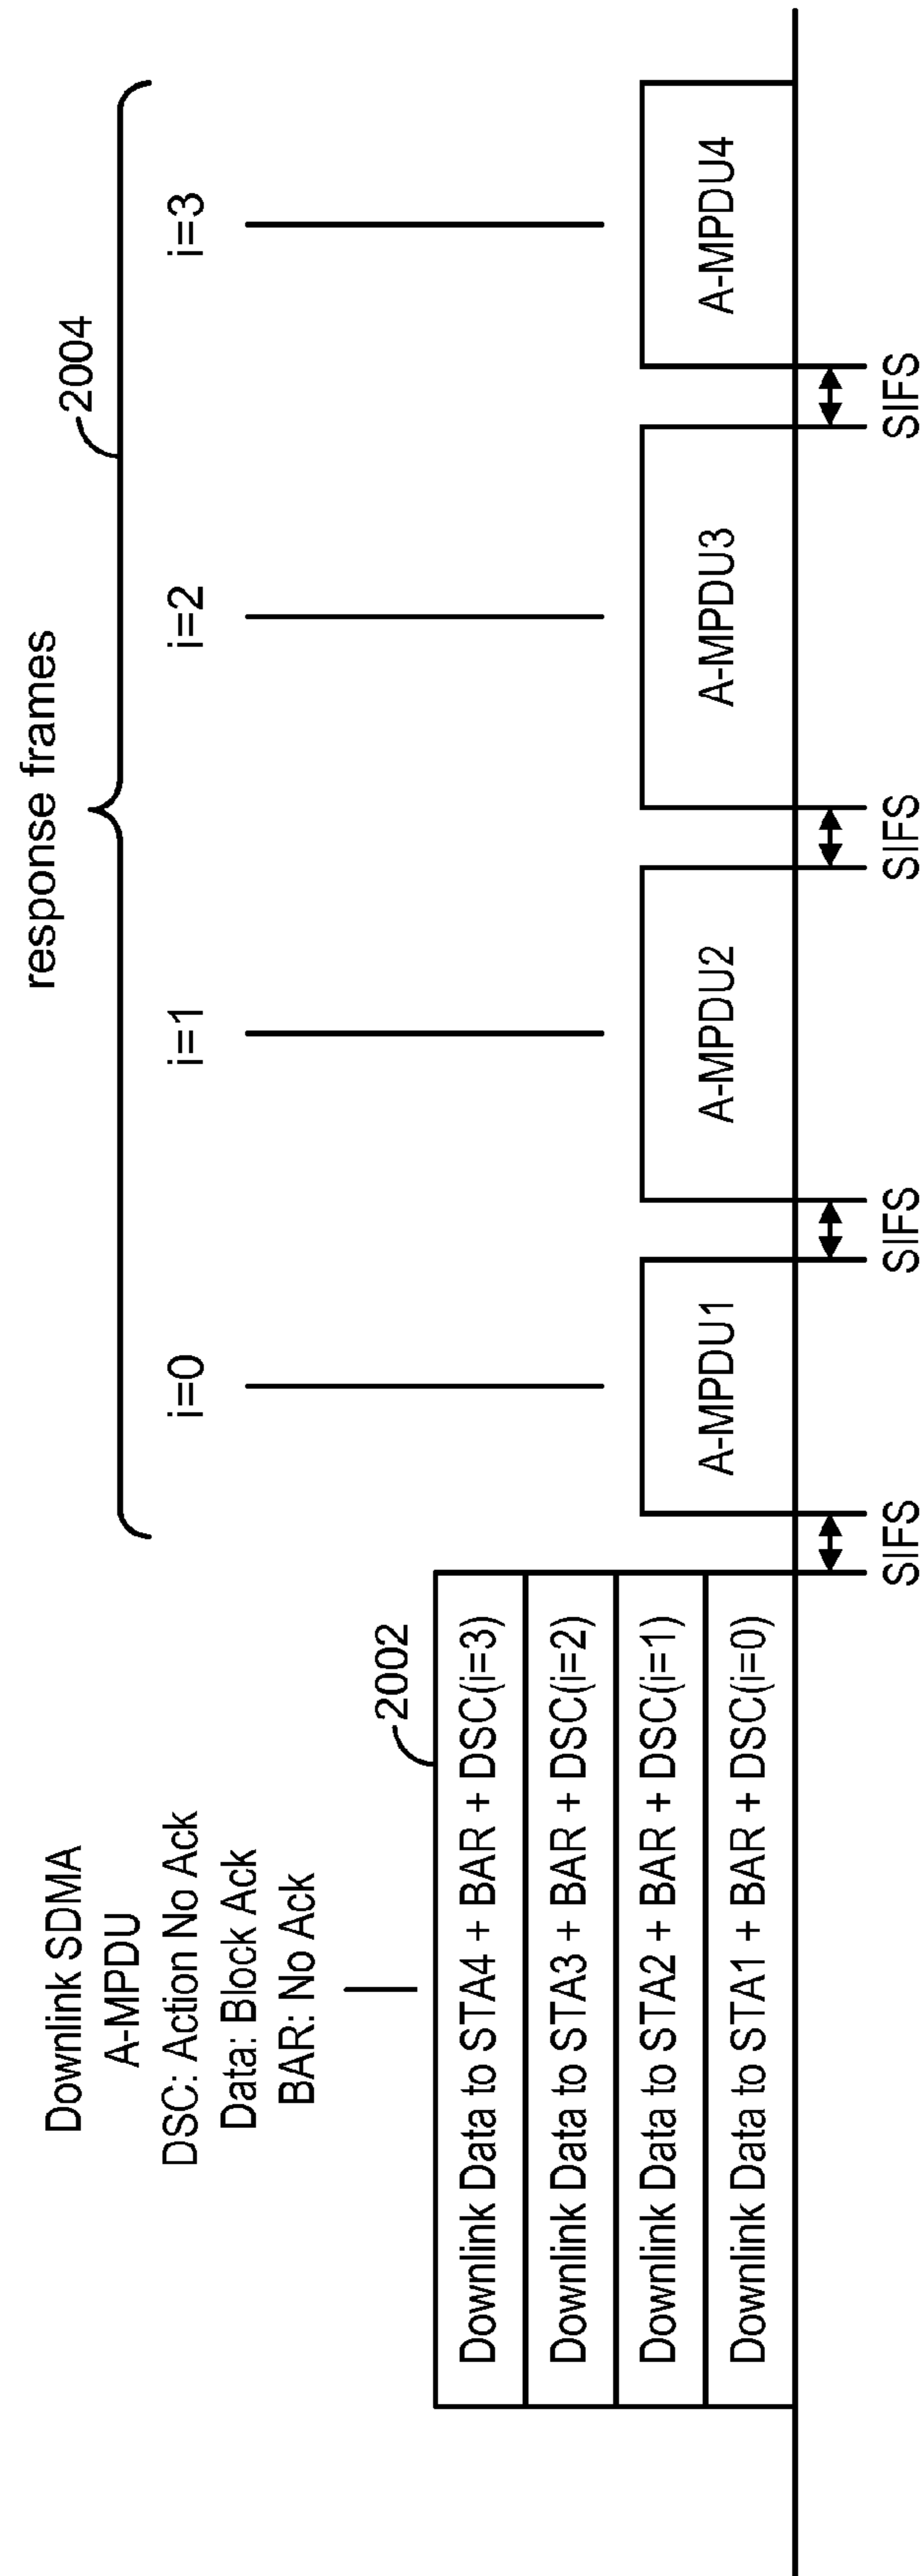 response frames
2004
i=0
i=1
i=2
i=3
Downlink SDMA
A-MPDU
DSC: Action No Ack
Data: Block Ack
BAR: No Ack
2002
Downlink Data to STA4 + BAR + DSC(i=3)
Downlink Data to STA3 + BAR + DSC(i=2)
Downlink Data to STA2 + BAR + DSC(i=1)
Downlink Data to STA1 + BAR + DSC(i=0)
A-MPDU1
A-MPDU2
A-MPDU3
A-MPDU4
SIFS
SIFS
SIFS
SIFS